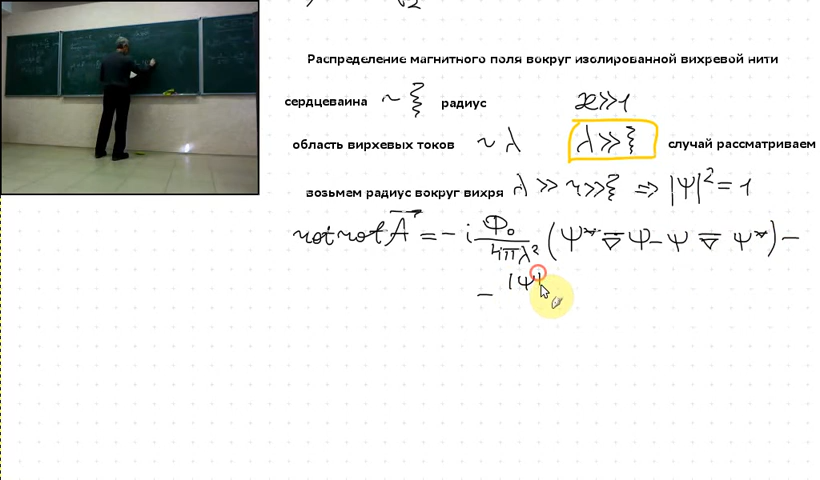 √2
Распределение магнитного поля вокруг изолированной вихревой нити
сердцеваина ~ ξ радиус æ>>1
область вирхевых токов ~ λ λ>>ξ случай рассматриваем
возьмем радиус вокруг вихря λ >> r >> ξ => |Ψ|² = 1
rot rot A⃗ = - i Φ₀/4πλ² (Ψ* ∇ Ψ - Ψ ∇ Ψ*) -
- |Ψ|